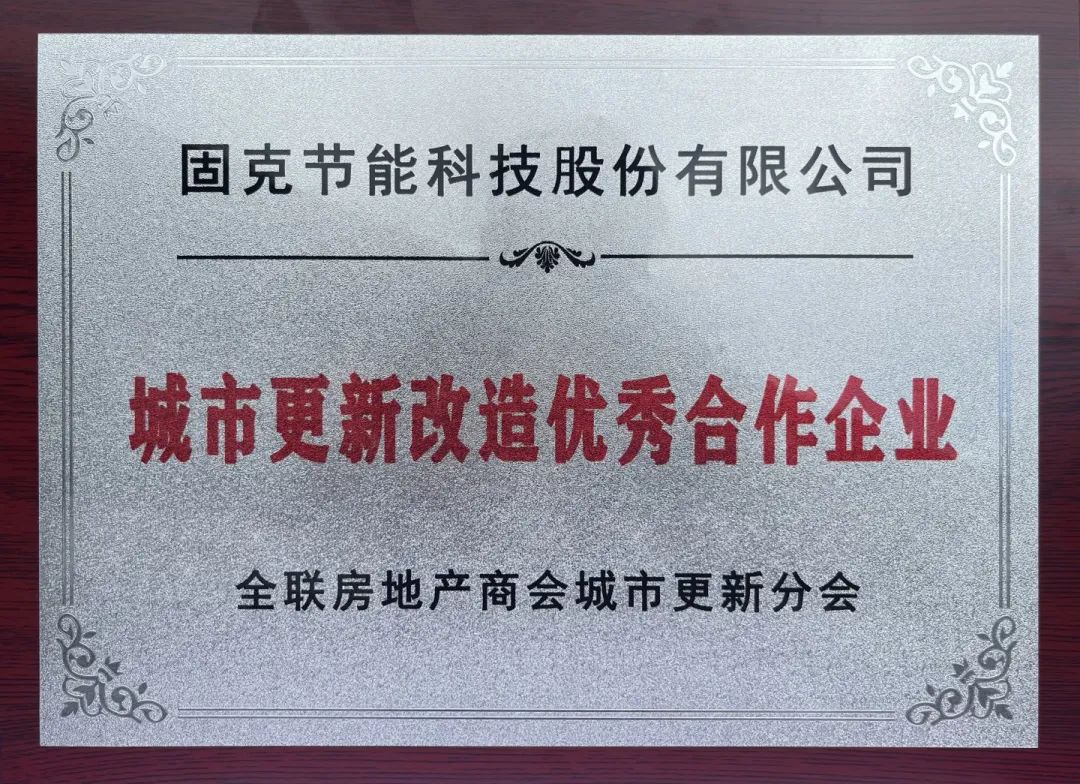 固克节能科技股份有限公司
城市更新改造优秀合作企业
全联房地产商会城市更新分会